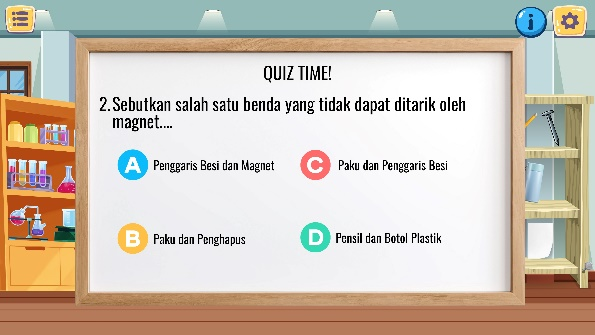 QUIZ TIME!
2. Sebutkan salah satu benda yang tidak dapat ditarik oleh
magnet....
A Penggaris Besi dan Magnet
C Paku dan Penggaris Besi
B Paku dan Penghapus
D Pensil dan Botol Plastik